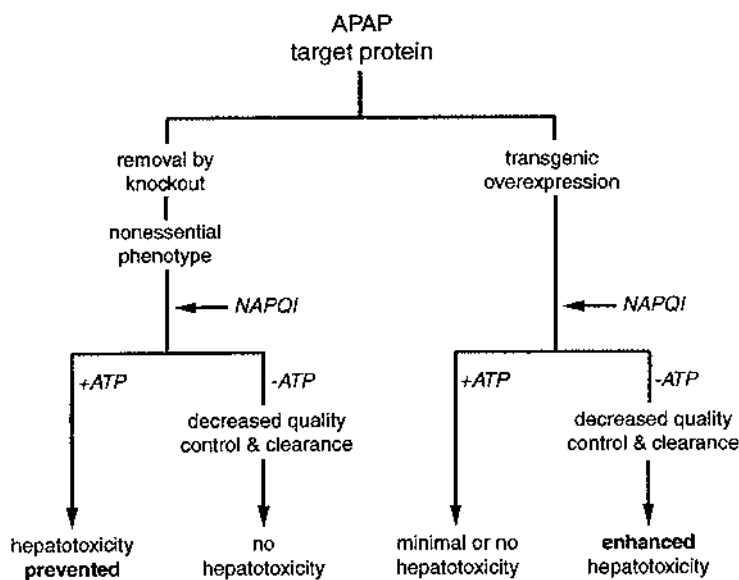 APAP
target protein
removal by
knockout
transgenic
overexpression
nonessential
phenotype
NAPQI
NAPQI
+ATP
-ATP
+ATP
-ATP
decreased quality
control & clearance
decreased quality
control & clearance
hepatotoxicity
prevented
no
hepatotoxicity
minimal or no
hepatotoxicity
enhanced
hepatotoxicity